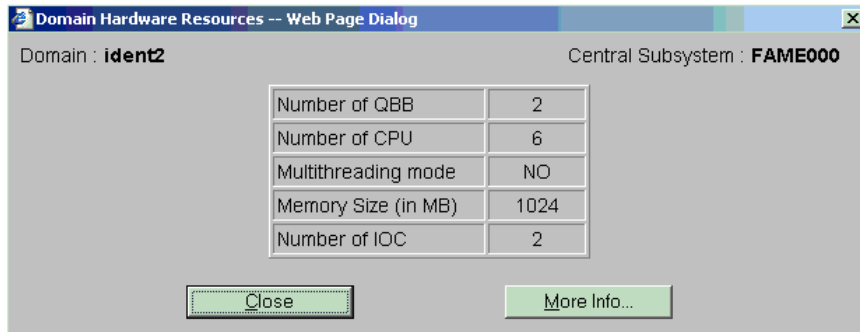 Domain Hardware Resources -- Web Page Dialog
Domain : ident2 Central Subsystem : FAME000
Number of QBB 2
Number of CPU 6
Multithreading mode NO
Memory Size (in MB) 1024
Number of IOC 2
Close More Info...